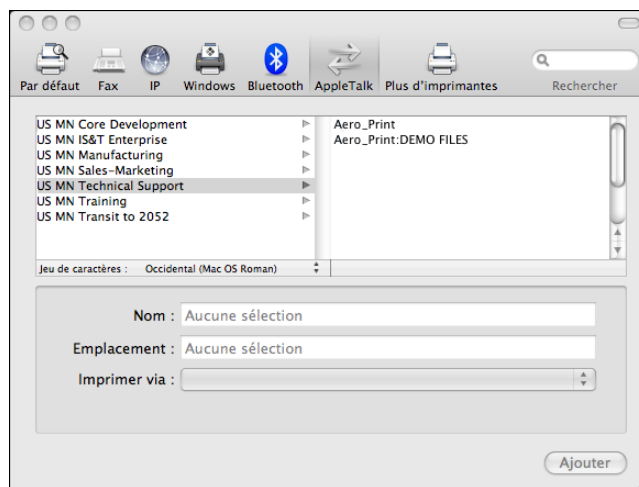 Par défaut Fax IP Windows Bluetooth AppleTalk Plus d'imprimantes Rechercher
US MN Core Development
US MN IS&T Enterprise
US MN Manufacturing
US MN Sales-Marketing
US MN Technical Support
US MN Training
US MN Transit to 2052
Aero_Print
Aero_Print:DEMO FILES
Jeu de caractères : Occidental (Mac OS Roman)
Nom : Aucune sélection
Emplacement : Aucune sélection
Imprimer via :
Ajouter